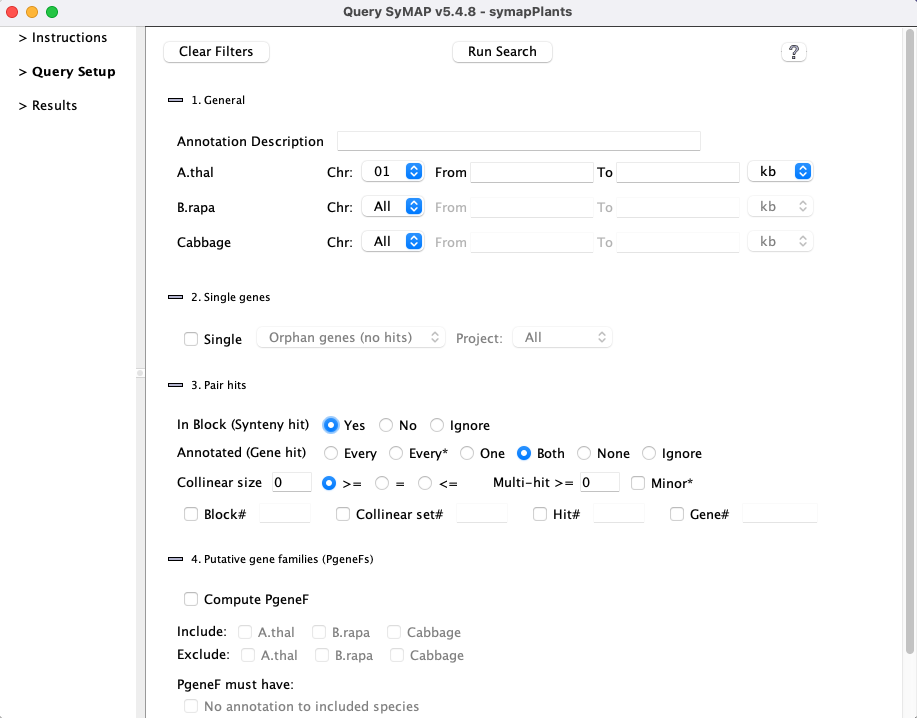 Query SyMAP v5.4.8 - symapPlants
> Instructions
> Query Setup
> Results
Clear Filters Run Search ?
1. General
Annotation Description
A.thal Chr: 01 From To kb
B.rapa Chr: All From To kb
Cabbage Chr: All From To kb
2. Single genes
Single Orphan genes (no hits) Project: All
3. Pair hits
In Block (Synteny hit) Yes No Ignore
Annotated (Gene hit) Every Every* One Both None Ignore
Collinear size 0 >= = <= Multi-hit >= 0 Minor*
Block# Collinear set# Hit# Gene#
4. Putative gene families (PgeneFs)
Compute PgeneF
Include: A.thal B.rapa Cabbage
Exclude: A.thal B.rapa Cabbage
PgeneF must have:
No annotation to included species